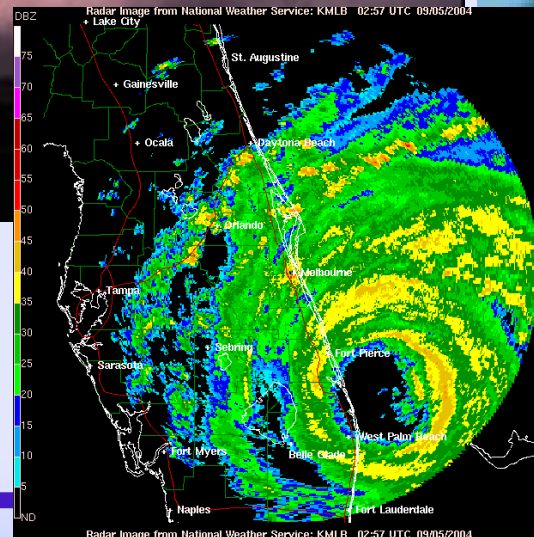 Radar Image from National Weather Service: KMLB 02:57 UTC 09/05/2004
DBZ
Lake City
St. Augustine
75
Gainesville
70
65
Ocala
Daytona Beach
60
55
50
Orlando
45
Melbourne
40
Tampa
35
30
Sebring
Fort Pierce
25
Sarasota
20
15
West Palm Beach
10
Fort Myers
Belle Glade
5
Naples
Fort Lauderdale
ND
Radar Image from National Weather Service: KMLB 02:57 UTC 09/05/2004